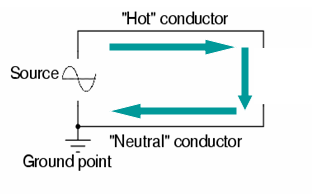 "Hot" conductor
Source
"Neutral" conductor
Ground point